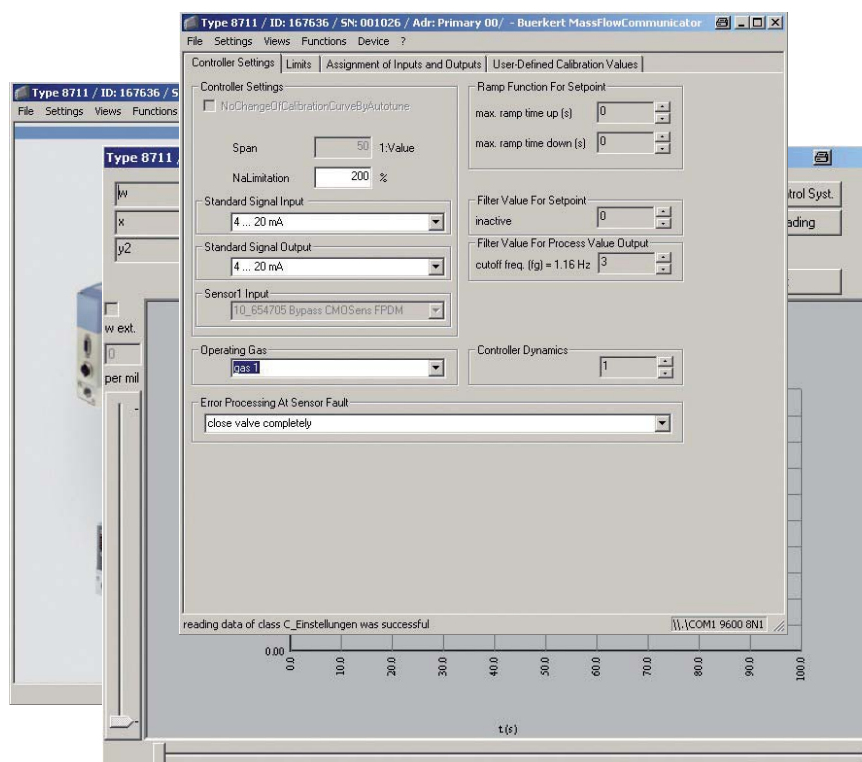 Type 8711 / ID: 167636 / SN: 001026 / Adr: Primary 00/ - Buerkert MassFlowCommunicator
File Settings Views Functions Device ?
Controller Settings Limits Assignment of Inputs and Outputs User-Defined Calibration Values
Controller Settings
NoChangeOfCalibrationCurveByAutotune
Span 50 1:Value
NaLimitation 200 %
Standard Signal Input
4 ... 20 mA
Standard Signal Output
4 ... 20 mA
Sensor1 Input
10_654705 Bypass CMOSens FPDM
Operating Gas
gas 1
Error Processing At Sensor Fault
close valve completely
Ramp Function For Setpoint
max. ramp time up (s) 0
max. ramp time down (s) 0
Filter Value For Setpoint
inactive 0
Filter Value For Process Value Output
cutoff freq. (fg) = 1.16 Hz 3
Controller Dynamics
1
reading data of class C_Einstellungen was successful \\.\COM1 9600 8N1
Type 8711 / ID: 167636 / S
File Settings Views Functions
Type 8711
w
x
y2
w ext.
0
per mil
trol Syst.
ading
0.00
0.0 10.0 20.0 30.0 40.0 50.0 60.0 70.0 80.0 90.0 100.0
t(s)